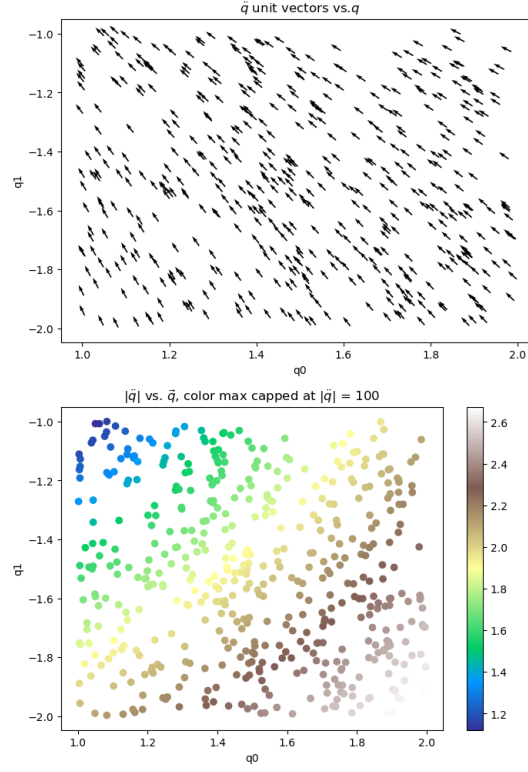 q̈ unit vectors vs.q
−1.0
−1.2
−1.4
−1.6
−1.8
−2.0
q1
1.0 1.2 1.4 1.6 1.8 2.0
q0
|q̈| vs. q⃗, color max capped at |q̈| = 100
−1.0
−1.2
−1.4
−1.6
−1.8
−2.0
q1
1.0 1.2 1.4 1.6 1.8 2.0
q0
2.6
2.4
2.2
2.0
1.8
1.6
1.4
1.2